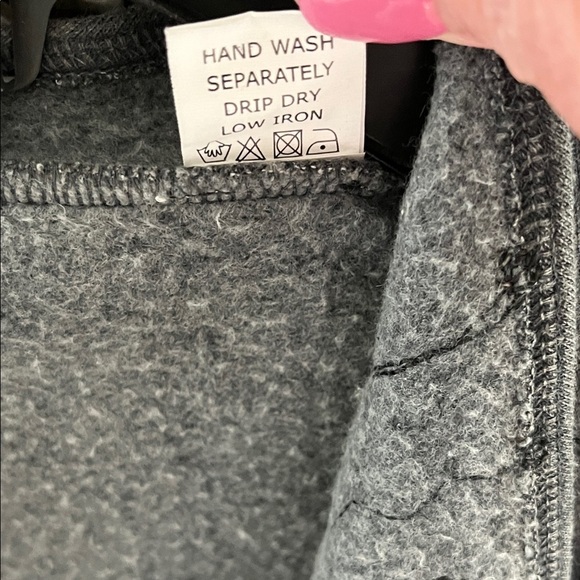 HAND WASH
SEPARATELY
DRIP DRY
LOW IRON